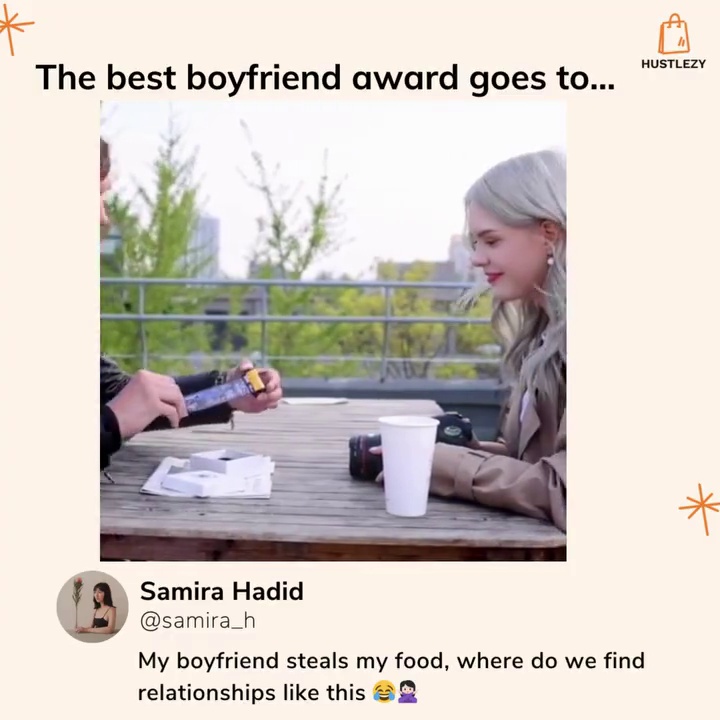 HUSTLEZY
The best boyfriend award goes to...
Samira Hadid
@samira_h
My boyfriend steals my food, where do we find
relationships like this 😂🙅🏻‍♀️